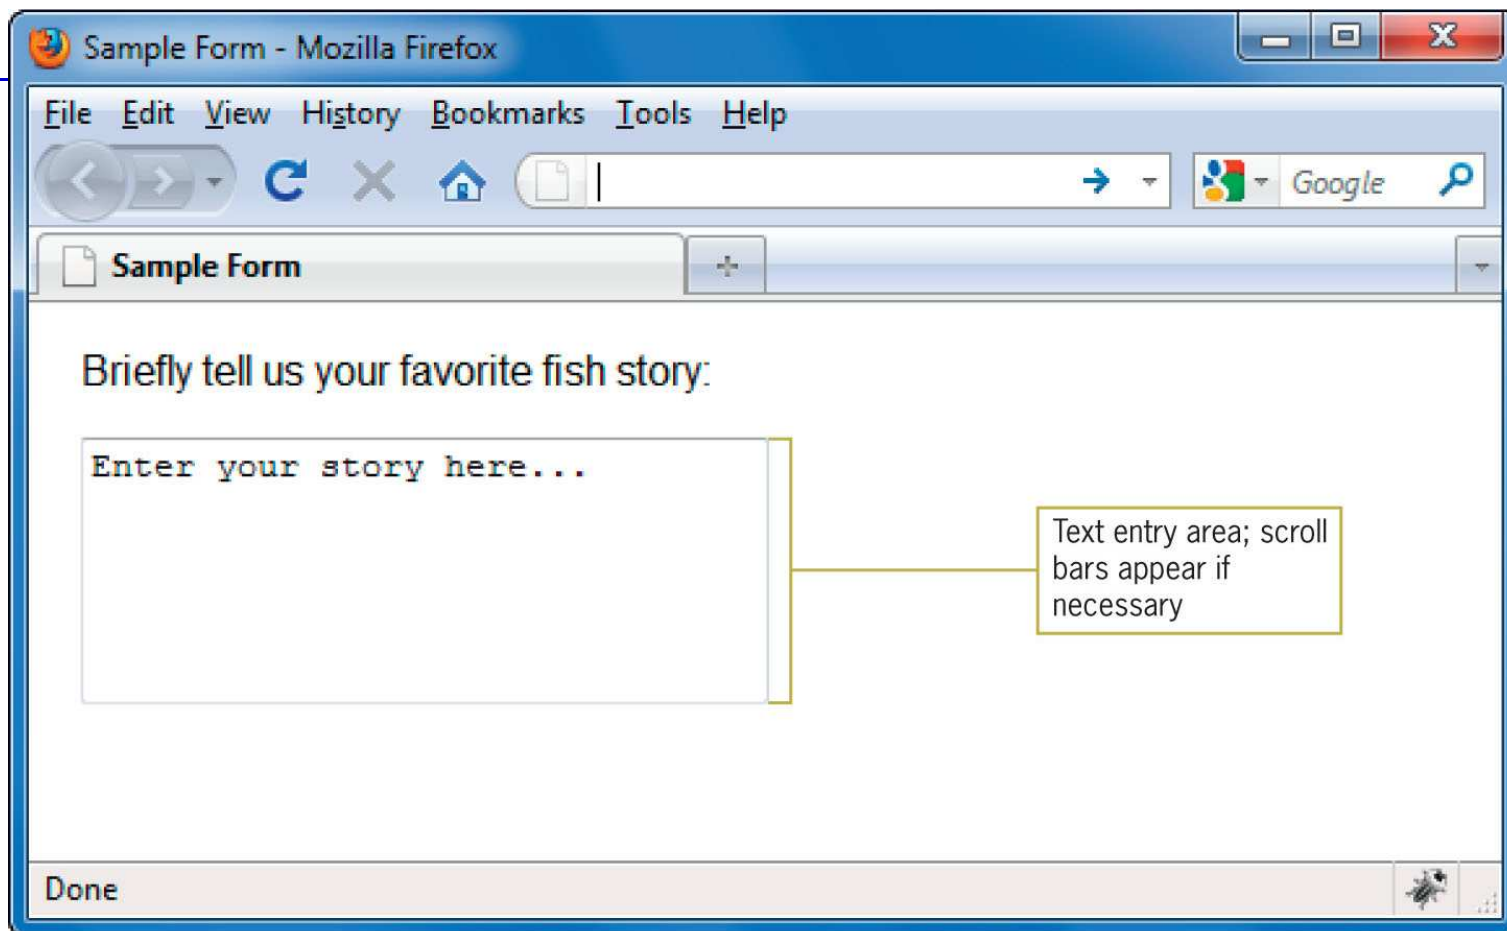 Sample Form - Mozilla Firefox
File Edit View History Bookmarks Tools Help
Google
Sample Form
Briefly tell us your favorite fish story:
Enter your story here...
Text entry area; scroll
bars appear if
necessary
Done